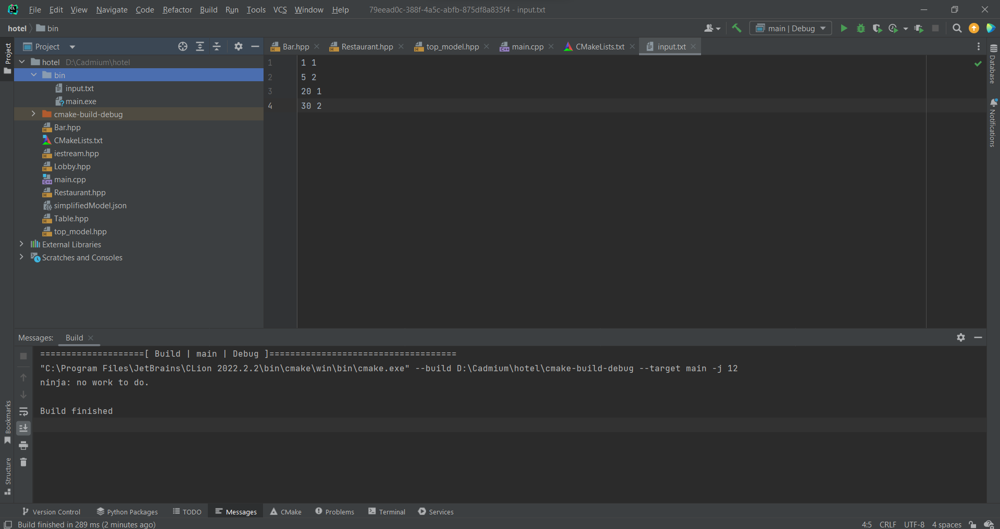 CL File Edit View Navigate Code Refactor Build Run Tools VCS Window Help 79eead0c-388f-4a5c-abfb-875df8a835f4 - input.txt
hotel bin main | Debug
Project
Project
Bar.hpp Restaurant.hpp top_model.hpp main.cpp CMakeLists.txt input.txt
hotel D:\Cadmium\hotel
bin
input.txt
main.exe
cmake-build-debug
Bar.hpp
CMakeLists.txt
iestream.hpp
Lobby.hpp
main.cpp
Restaurant.hpp
simplifiedModel.json
Table.hpp
top_model.hpp
External Libraries
Scratches and Consoles
1 1 1
2 5 2
3 20 1
4 30 2
Database
Notifications
Messages: Build
====================[ Build | main | Debug ]====================================
"C:\Program Files\JetBrains\CLion 2022.2.2\bin\cmake\win\bin\cmake.exe" --build D:\Cadmium\hotel\cmake-build-debug --target main -j 12
ninja: no work to do.
Build finished
Bookmarks
Structure
Version Control Python Packages TODO Messages CMake Problems Terminal Services
Build finished in 289 ms (2 minutes ago) 4:5 CRLF UTF-8 4 spaces